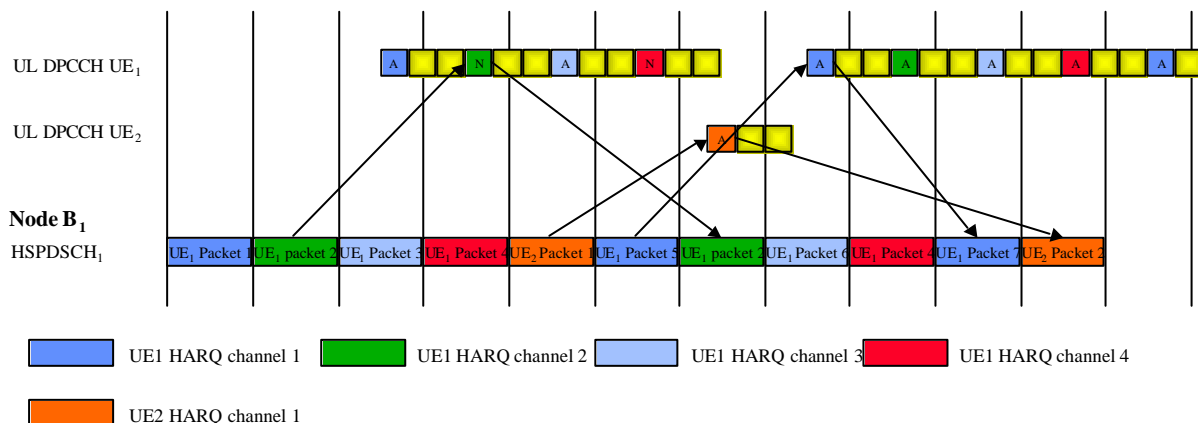 UL DPCCH UE1 A N A N A A A A A
UL DPCCH UE2 A
Node B1
HSPDSCH1 UE1 Packet 1 UE1 packet 2 UE1 Packet 3 UE1 Packet 4 UE2 Packet 1 UE1 Packet 5 UE1 packet 2 UE1 Packet 6 UE1 Packet 4 UE1 Packet 7 UE2 Packet 2
UE1 HARQ channel 1 UE1 HARQ channel 2 UE1 HARQ channel 3 UE1 HARQ channel 4
UE2 HARQ channel 1